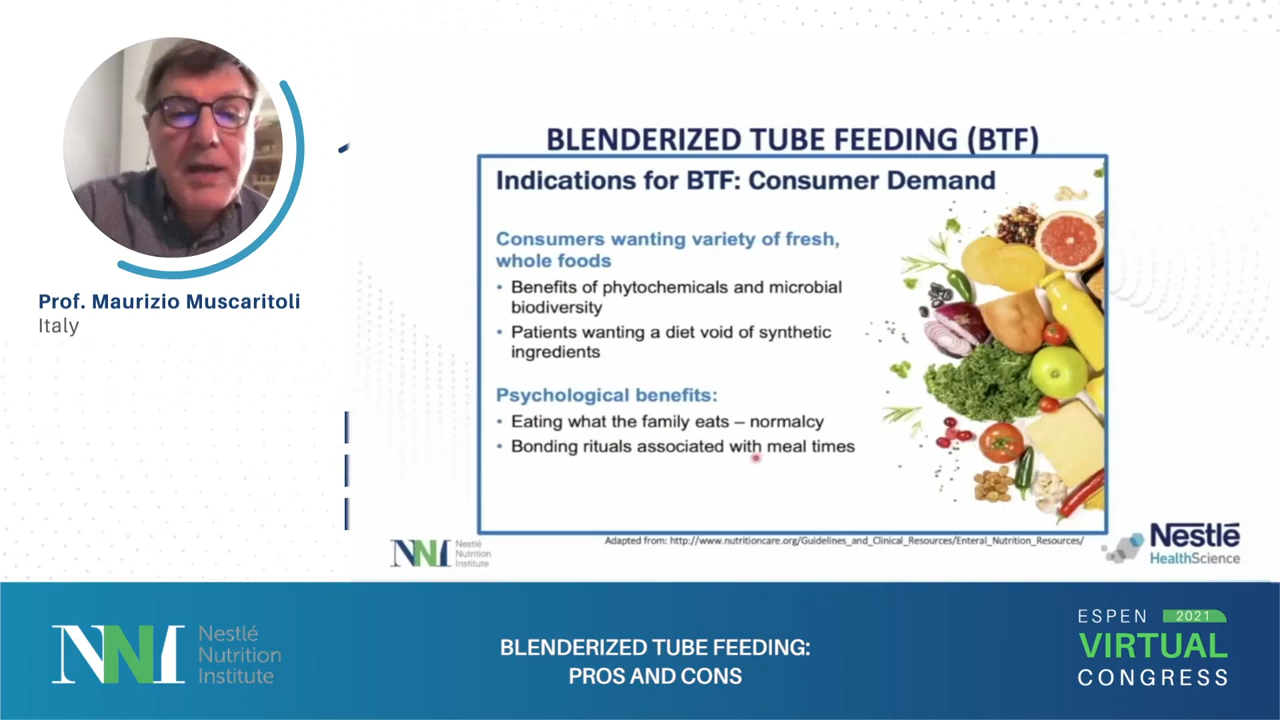 Prof. Maurizio Muscaritoli
Italy
BLENDERIZED TUBE FEEDING (BTF)
Indications for BTF: Consumer Demand
Consumers wanting variety of fresh,
whole foods
• Benefits of phytochemicals and microbial
biodiversity
• Patients wanting a diet void of synthetic
ingredients
Psychological benefits:
• Eating what the family eats – normalcy
• Bonding rituals associated with meal times
Adapted from: http://www.nutritioncare.org/Guidelines_and_Clinical_Resources/Enteral_Nutrition_Resources/
NNI
Nestlé
Nutrition
Institute
Nestlé
HealthScience
NNI
Nestlé
Nutrition
Institute
BLENDERIZED TUBE FEEDING:
PROS AND CONS
ESPEN 2021
VIRTUAL
CONGRESS